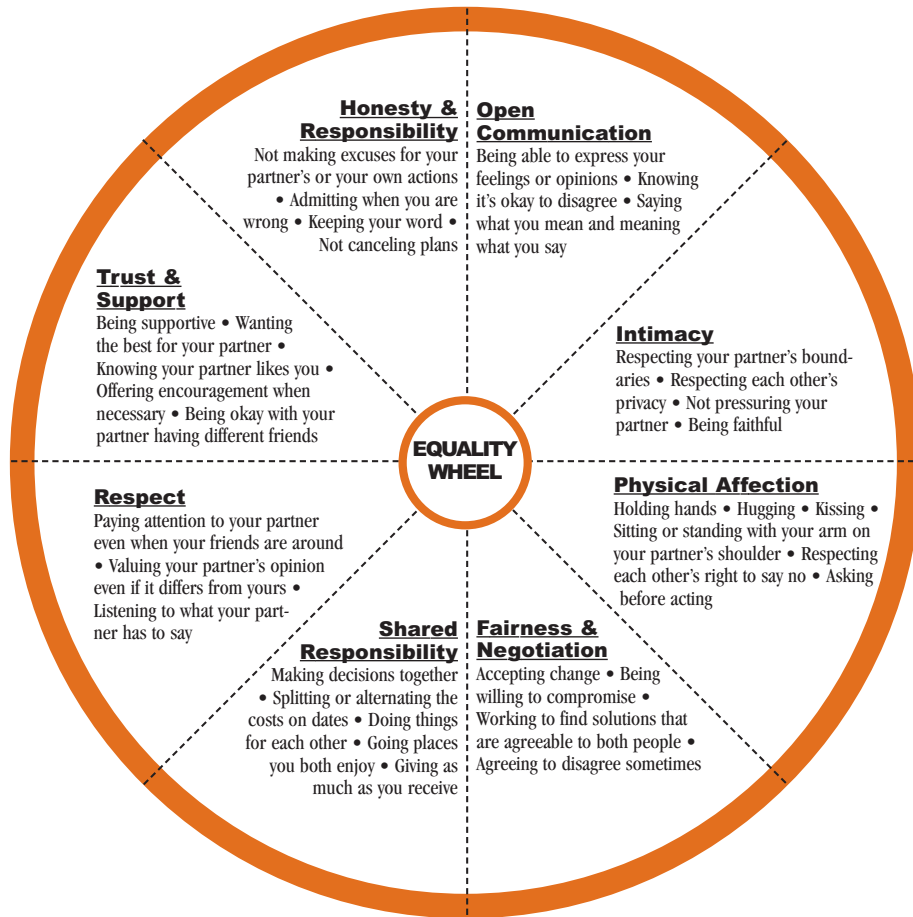 Honesty &
Responsibility
Not making excuses for your
partner's or your own actions
• Admitting when you are
wrong • Keeping your word •
Not canceling plans
Open
Communication
Being able to express your
feelings or opinions • Knowing
it's okay to disagree • Saying
what you mean and meaning
what you say
Trust &
Support
Being supportive • Wanting
the best for your partner •
Knowing your partner likes you •
Offering encouragement when
necessary • Being okay with your
partner having different friends
Intimacy
Respecting your partner's bound-
aries • Respecting each other's
privacy • Not pressuring your
partner • Being faithful
EQUALITY
WHEEL
Respect
Paying attention to your partner
even when your friends are around
• Valuing your partner's opinion
even if it differs from yours •
Listening to what your part-
ner has to say
Physical Affection
Holding hands • Hugging • Kissing •
Sitting or standing with your arm on
your partner's shoulder • Respecting
each other's right to say no • Asking
before acting
Shared
Responsibility
Making decisions together
• Splitting or alternating the
costs on dates • Doing things
for each other • Going places
you both enjoy • Giving as
much as you receive
Fairness &
Negotiation
Accepting change • Being
willing to compromise •
Working to find solutions that
are agreeable to both people •
Agreeing to disagree sometimes